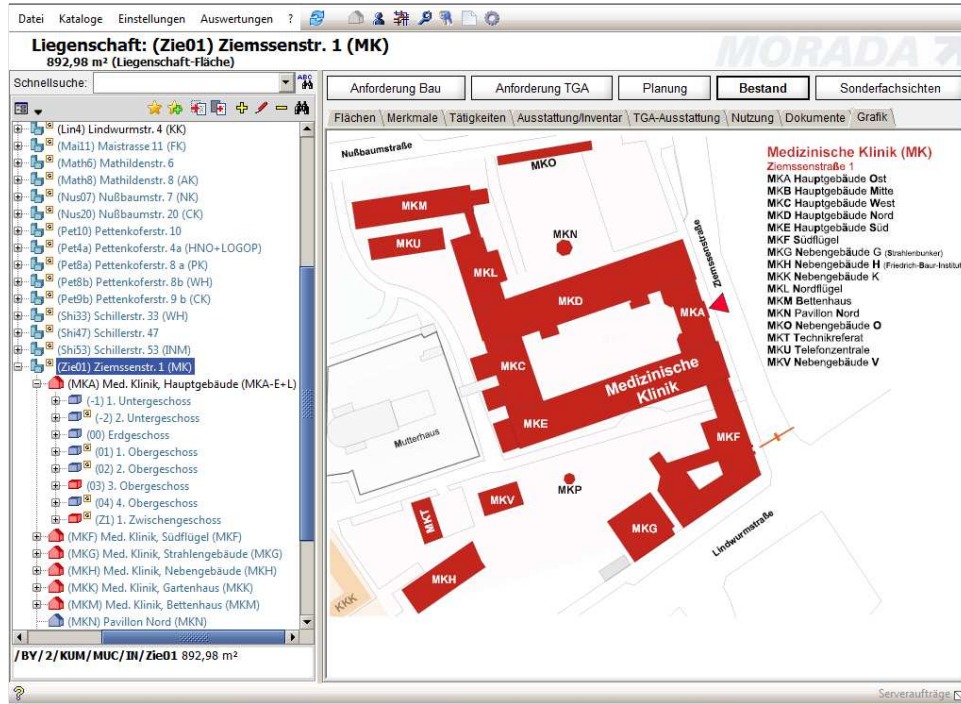 Datei Kataloge Einstellungen Auswertungen ?
Liegenschaft: (Zie01) Ziemssenstr. 1 (MK)
892,98 m² (Liegenschaft-Fläche)
MORADA
Schnellsuche:
ABC
(Lin4) Lindwurmstr. 4 (KK)
(Mai11) Maistrasse 11 (FK)
(Math6) Mathildenstr. 6
(Math8) Mathildenstr. 8 (AK)
(Nus07) Nußbaumstr. 7 (NK)
(Nus20) Nußbaumstr. 20 (CK)
(Pet10) Pettenkoferstr. 10
(Pet4a) Pettenkoferstr. 4a (HNO+LOGOP)
(Pet8a) Pettenkoferstr. 8 a (PK)
(Pet8b) Pettenkoferstr. 8b (WH)
(Pet9b) Pettenkoferstr. 9 b (CK)
(Shi33) Schillerstr. 33 (WH)
(Shi47) Schillerstr. 47
(Shi53) Schillerstr. 53 (INM)
(Zie01) Ziemssenstr. 1 (MK)
(MKA) Med. Klinik, Hauptgebäude (MKA-E+L)
(-1) 1. Untergeschoss
(-2) 2. Untergeschoss
(00) Erdgeschoss
(01) 1. Obergeschoss
(02) 2. Obergeschoss
(03) 3. Obergeschoss
(04) 4. Obergeschoss
(Z1) 1. Zwischengeschoss
(MKF) Med. Klinik, Südflügel (MKF)
(MKG) Med. Klinik, Strahlengebäude (MKG)
(MKH) Med. Klinik, Nebengebäude (MKH)
(MKK) Med. Klinik, Gartenhaus (MKK)
(MKM) Med. Klinik, Bettenhaus (MKM)
(MKN) Pavillon Nord (MKN)
/BY/2/KUM/MUC/IN/Zie01 892,98 m²
Anforderung Bau Anforderung TGA Planung Bestand Sonderfachsichten
Flächen Merkmale Tätigkeiten Ausstattung/Inventar TGA-Ausstattung Nutzung Dokumente Grafik
Nußbaumstraße
MKO
MKM
MKU
MKN
MKL
MKD
MKA
Ziemssenstraße
MKC
Medizinische
Klinik
MKE
MKF
Mutterhaus
MKP
MKV
MKT
MKG
MKH
Lindwurmstraße
KKK
Medizinische Klinik (MK)
Ziemssenstraße 1
MKA Hauptgebäude Ost
MKB Hauptgebäude Mitte
MKC Hauptgebäude West
MKD Hauptgebäude Nord
MKE Hauptgebäude Süd
MKF Südflügel
MKG Nebengebäude G (Strahlenbunker)
MKH Nebengebäude H (Friedrich-Baur-Institut
MKK Nebengebäude K
MKL Nordflügel
MKM Bettenhaus
MKN Pavillon Nord
MKO Nebengebäude O
MKT Technikreferat
MKU Telefonzentrale
MKV Nebengebäude V
Serveraufträge